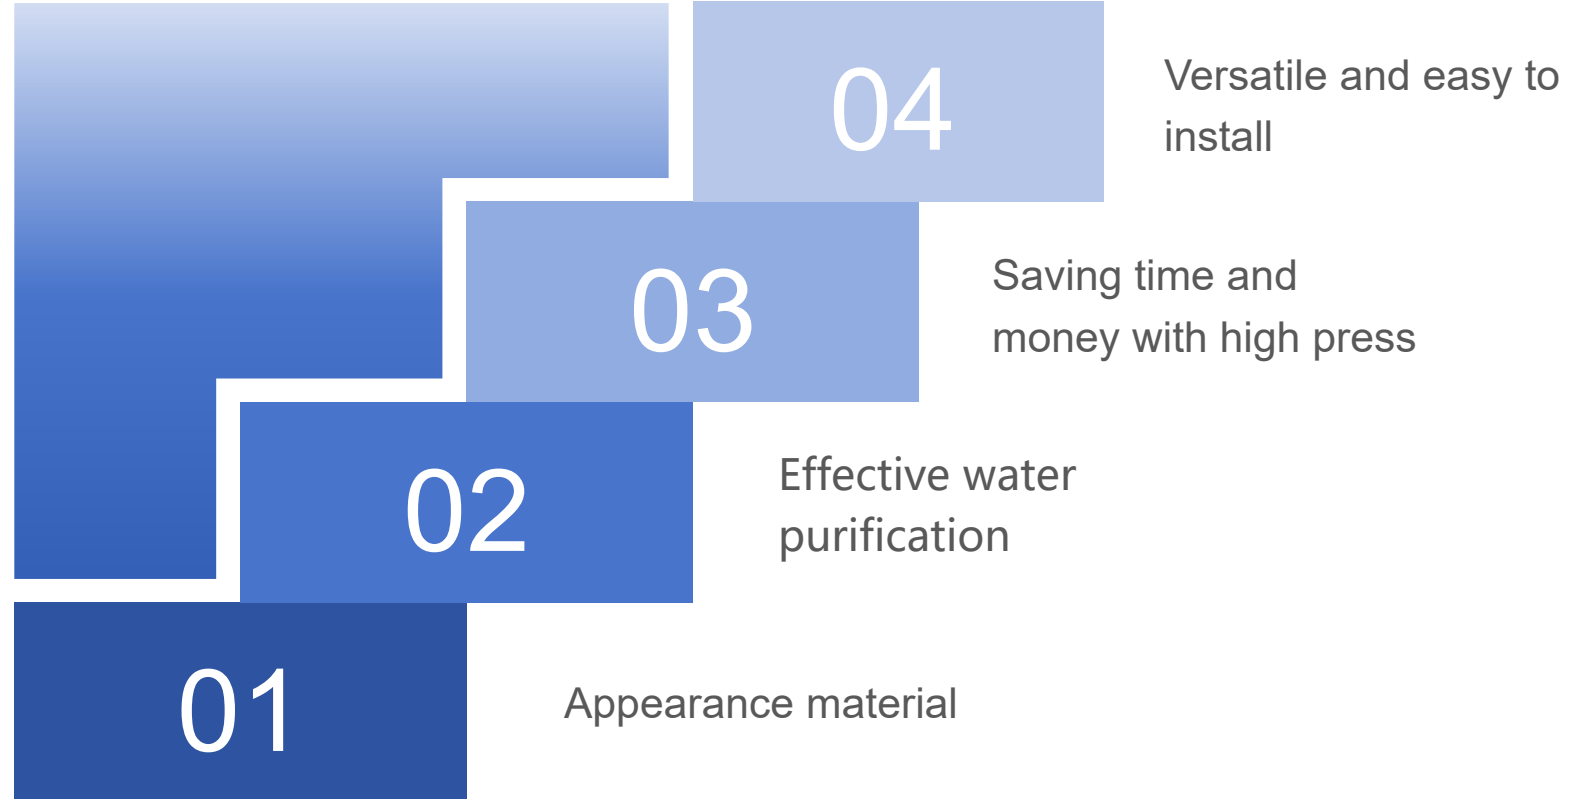 04
Versatile and easy to
install
03
Saving time and
money with high press
02
Effective water
purification
01
Appearance material